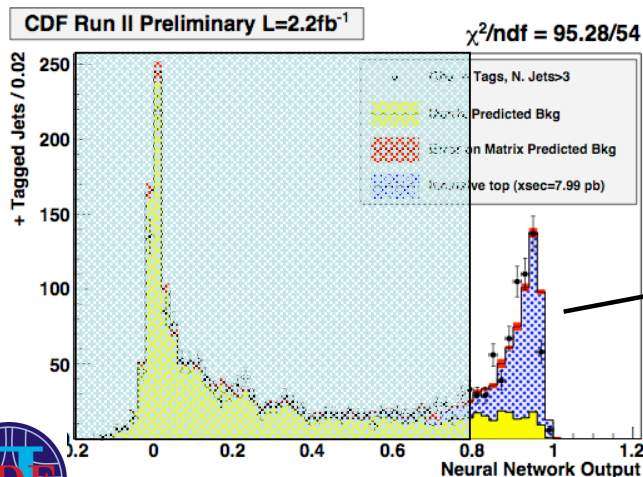 CDF Run II Preliminary L=2.2fb⁻¹
χ²/ndf = 95.28/54
+ Tagged Jets / 0.02
250
200
150
100
50
Tags, N. Jets>3
Predicted Bkg
on Matrix Predicted Bkg
top (xsec=7.99 pb)
0 0.2 0.4 0.6 0.8 1 1.2
Neural Network Output